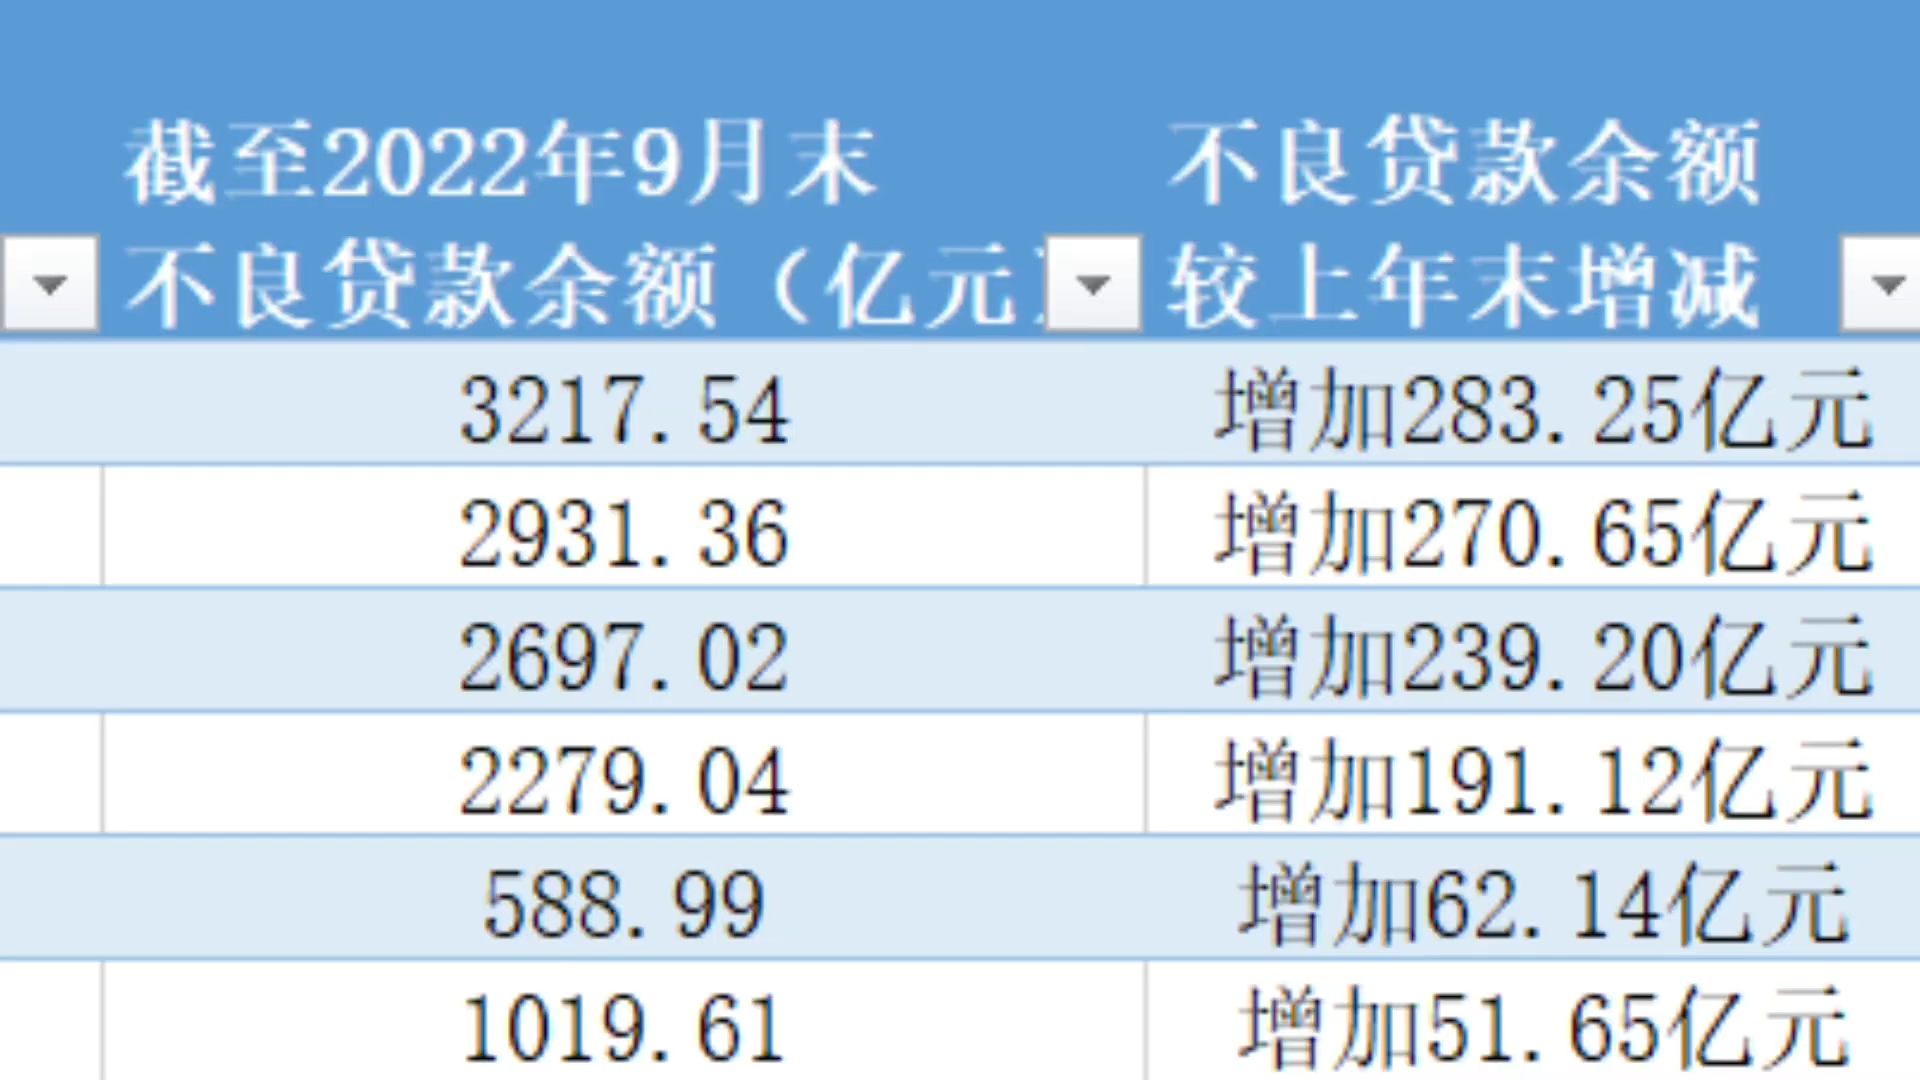 截至2022年9月末
不良贷款余额（亿元
不良贷款余额
较上年末增减
3217.54 增加283.25亿元
2931.36 增加270.65亿元
2697.02 增加239.20亿元
2279.04 增加191.12亿元
588.99 增加62.14亿元
1019.61 增加51.65亿元